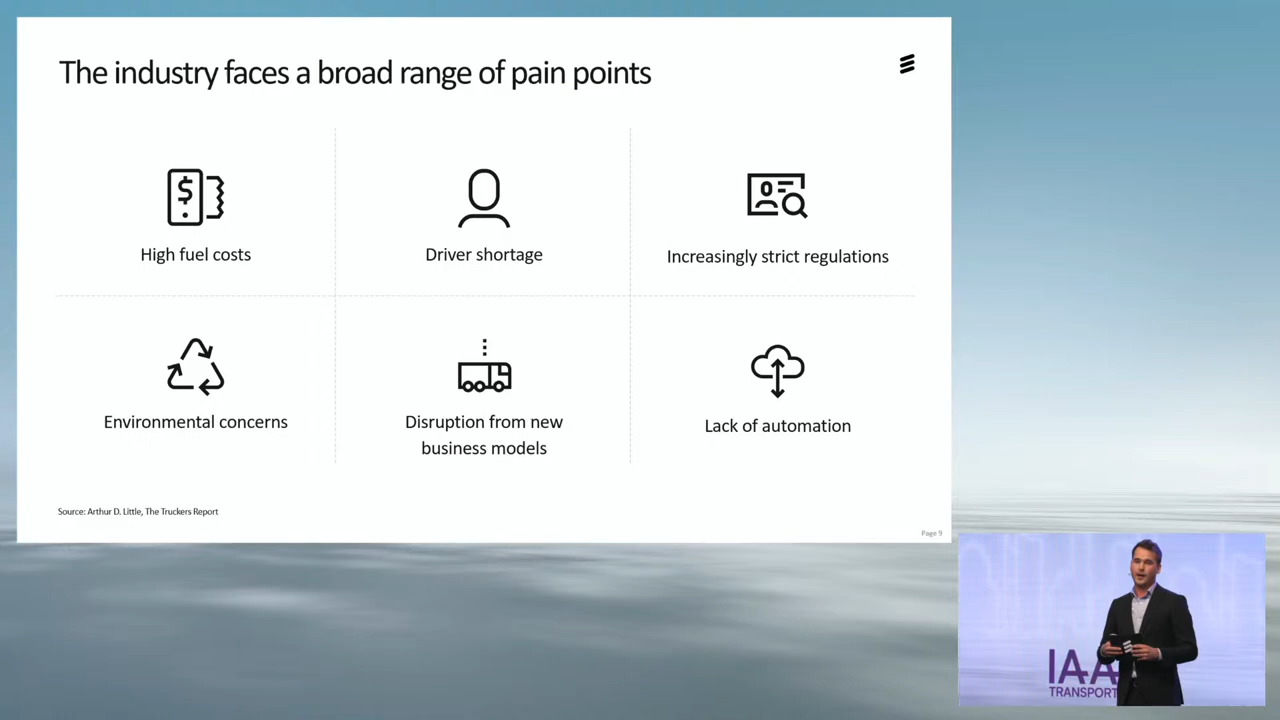 The industry faces a broad range of pain points
$
High fuel costs
Driver shortage
Increasingly strict regulations
Environmental concerns
Disruption from new
business models
Lack of automation
Source: Arthur D. Little, The Truckers Report
Page 9
IAA
TRANSPORT